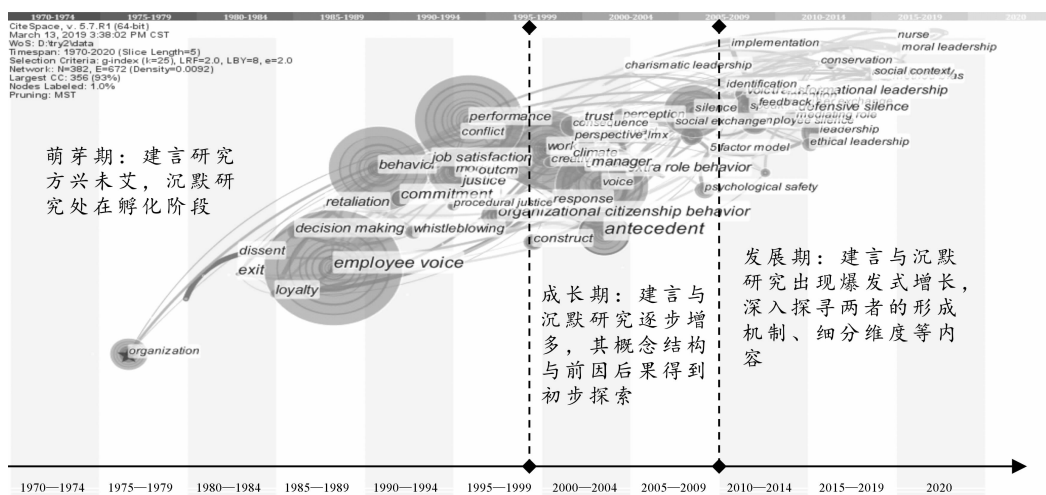 1970-1974 1975-1979 1980-1984 1985-1989 1990-1994 1995-1999 2000-2004 2005-2009 2010-2014 2015-2019 2020
CiteSpace, v. 5.7.R1 (64-bit)
March 13, 2019 3:38:02 PM CST
WoS: D:\try2\data
Timespan: 1970-2020 (Slice Length=5)
Selection Criteria: g-index (k=25), LRF=2.0, LBY=8, e=2.0
Network: N=382, E=672 (Density=0.0092)
Largest CC: 356 (93%)
Nodes Labeled: 1.0%
Pruning: MST
nurse
implementation
moral leadership
charismatic leadership
conservation
social context
identification
transformational leadership
feedback
defensive silence
silence
performance
trust
perception
consequence
social exchange
employee silence
mediating role
conflict
perspective
lmx
leadership
ethical leadership
5 factor model
behavior
job satisfaction
work
climate
manager
extra role behavior
justice
voice
psychological safety
commitment
retaliation
procedural justice
response
organizational citizenship behavior
decision making
whistleblowing
antecedent
construct
dissent
exit
employee voice
loyalty
organization
萌芽期：建言研究
方兴未艾，沉默研
究处在孵化阶段
成长期：建言与
沉默研究逐步增
多，其概念结构
与前因后果得到
初步探索
发展期：建言与沉默
研究出现爆发式增长，
深入探寻两者的形成
机制、细分维度等内
容
1970—1974 1975—1979 1980—1984 1985—1989 1990—1994 1995—1999 2000—2004 2005—2009 2010—2014 2015—2019 2020